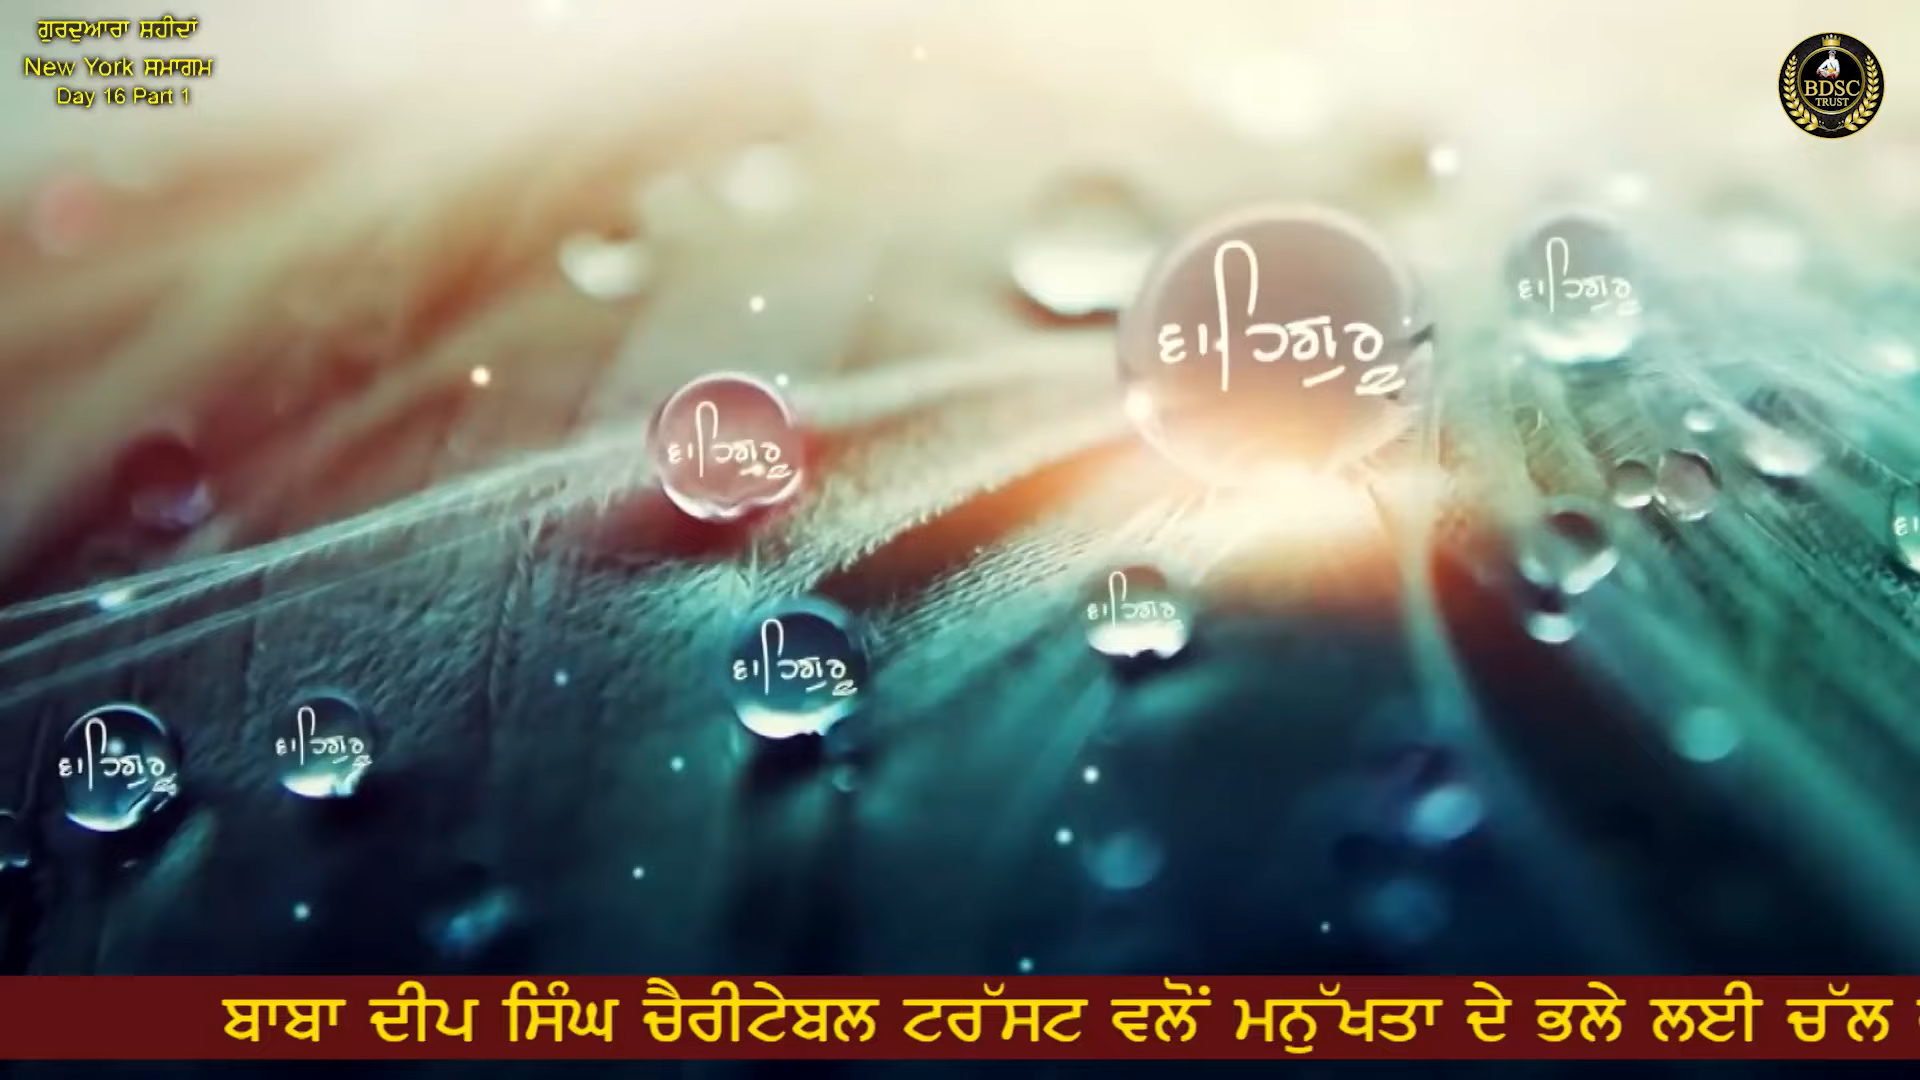 ਗੁਰਦੁਆਰਾ ਸ਼ਹੀਦਾਂ
New York ਸਮਾਗਮ
Day 16 Part 1
BDSC
TRUST
ਵਾਹਿਗੁਰੂ
ਵਾਹਿਗੁਰੂ
ਵਾਹਿਗੁਰੂ
ਵਾਹਿਗੁਰੂ
ਵਾਹਿਗੁਰੂ
ਵਾਹਿਗੁਰੂ
ਵਾਹਿਗੁਰੂ
ਬਾਬਾ ਦੀਪ ਸਿੰਘ ਚੈਰੀਟੇਬਲ ਟਰੱਸਟ ਵਲੋਂ ਮਨੁੱਖਤਾ ਦੇ ਭਲੇ ਲਈ ਚੱਲ